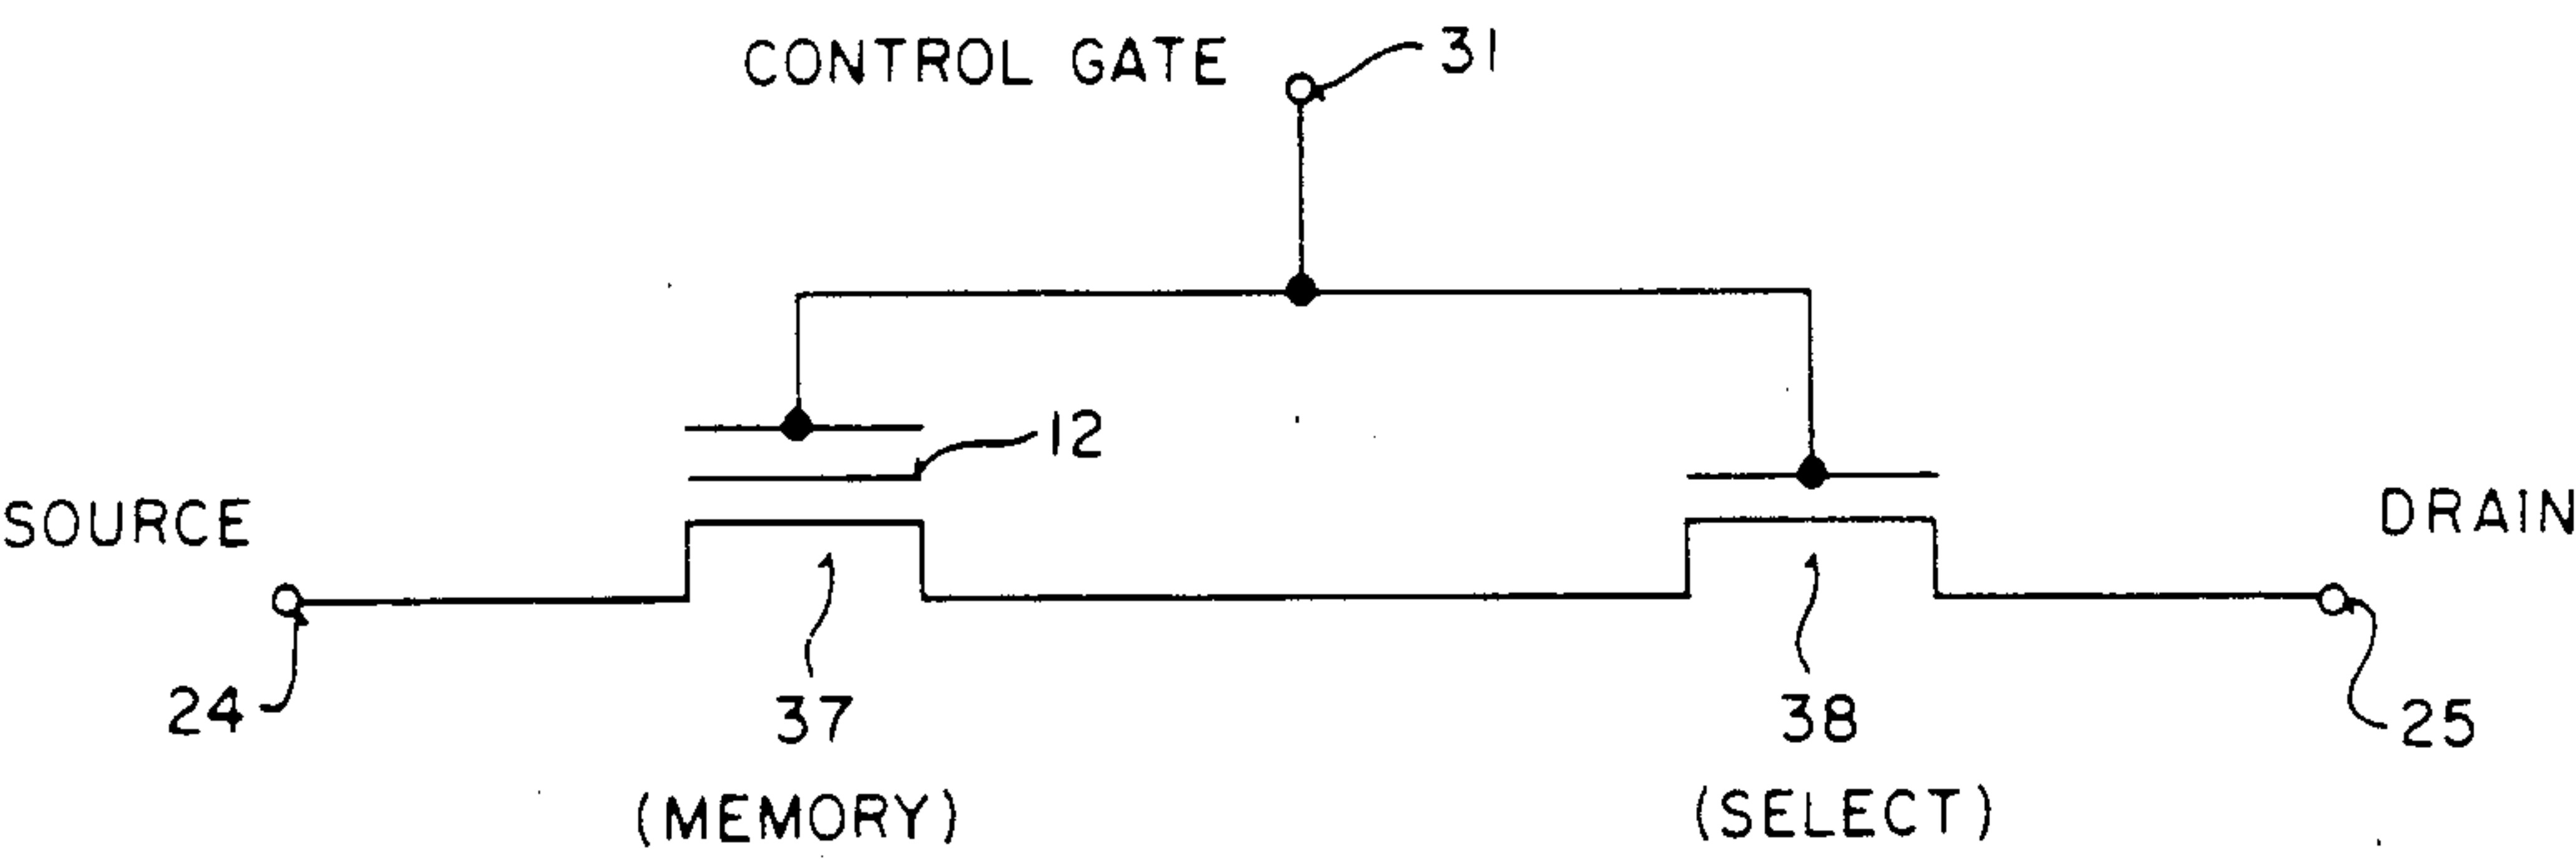 CONTROL GATE
31
12
SOURCE
DRAIN
24
37
38
25
(MEMORY)
(SELECT)